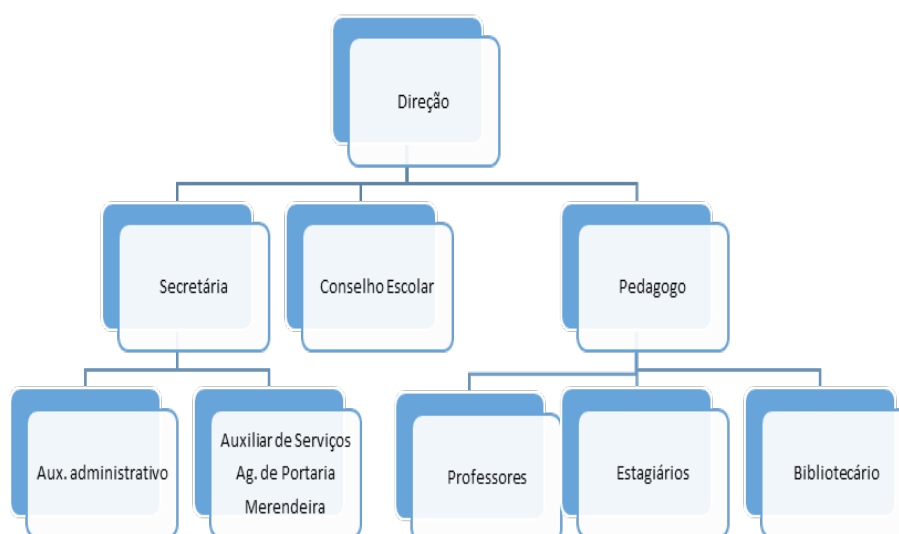 Direção
Secretária
Conselho Escolar
Pedagogo
Aux. administrativo
Auxiliar de Serviços
Ag. de Portaria
Merendeira
Professores
Estagiários
Bibliotecário